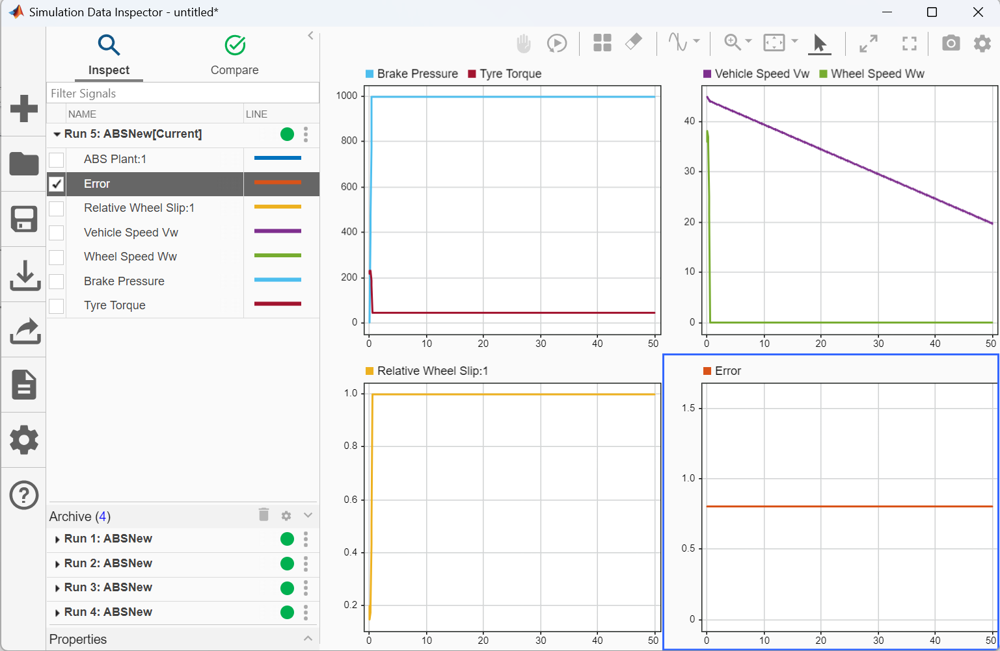 Simulation Data Inspector - untitled*
Inspect
Compare
Filter Signals
NAME LINE
Run 5: ABSNew[Current]
ABS Plant:1
Error
Relative Wheel Slip:1
Vehicle Speed Vw
Wheel Speed Ww
Brake Pressure
Tyre Torque
Archive (4)
Run 1: ABSNew
Run 2: ABSNew
Run 3: ABSNew
Run 4: ABSNew
Properties
Brake Pressure Tyre Torque
1000
800
600
400
200
0
0 10 20 30 40 50
Vehicle Speed Vw Wheel Speed Ww
40
30
20
10
0
0 10 20 30 40 50
Relative Wheel Slip:1
1.0
0.8
0.6
0.4
0.2
0 10 20 30 40 50
Error
1.5
1.0
0.5
0
0 10 20 30 40 50